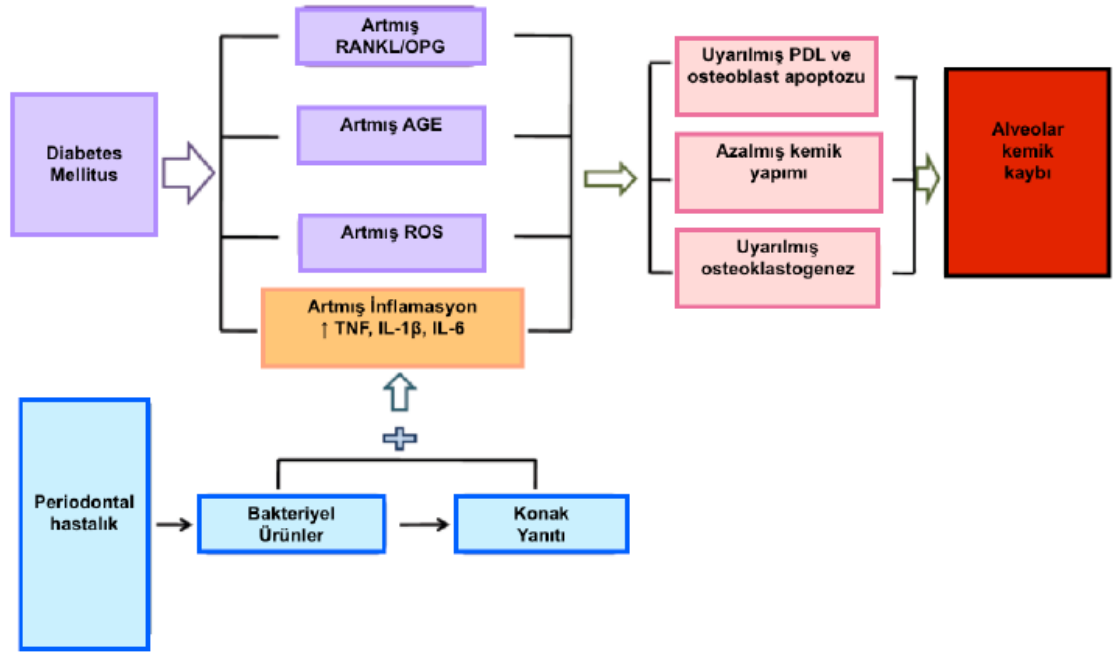 Diabetes
Mellitus
Artmış
RANKL/OPG
Artmış AGE
Artmış ROS
Artmış İnflamasyon
↑ TNF, IL-1β, IL-6
Uyarılmış PDL ve
osteoblast apoptozu
Azalmış kemik
yapımı
Uyarılmış
osteoklastogenez
Alveolar
kemik
kaybı
Periodontal
hastalık
Bakteriyel
Ürünler
Konak
Yanıtı